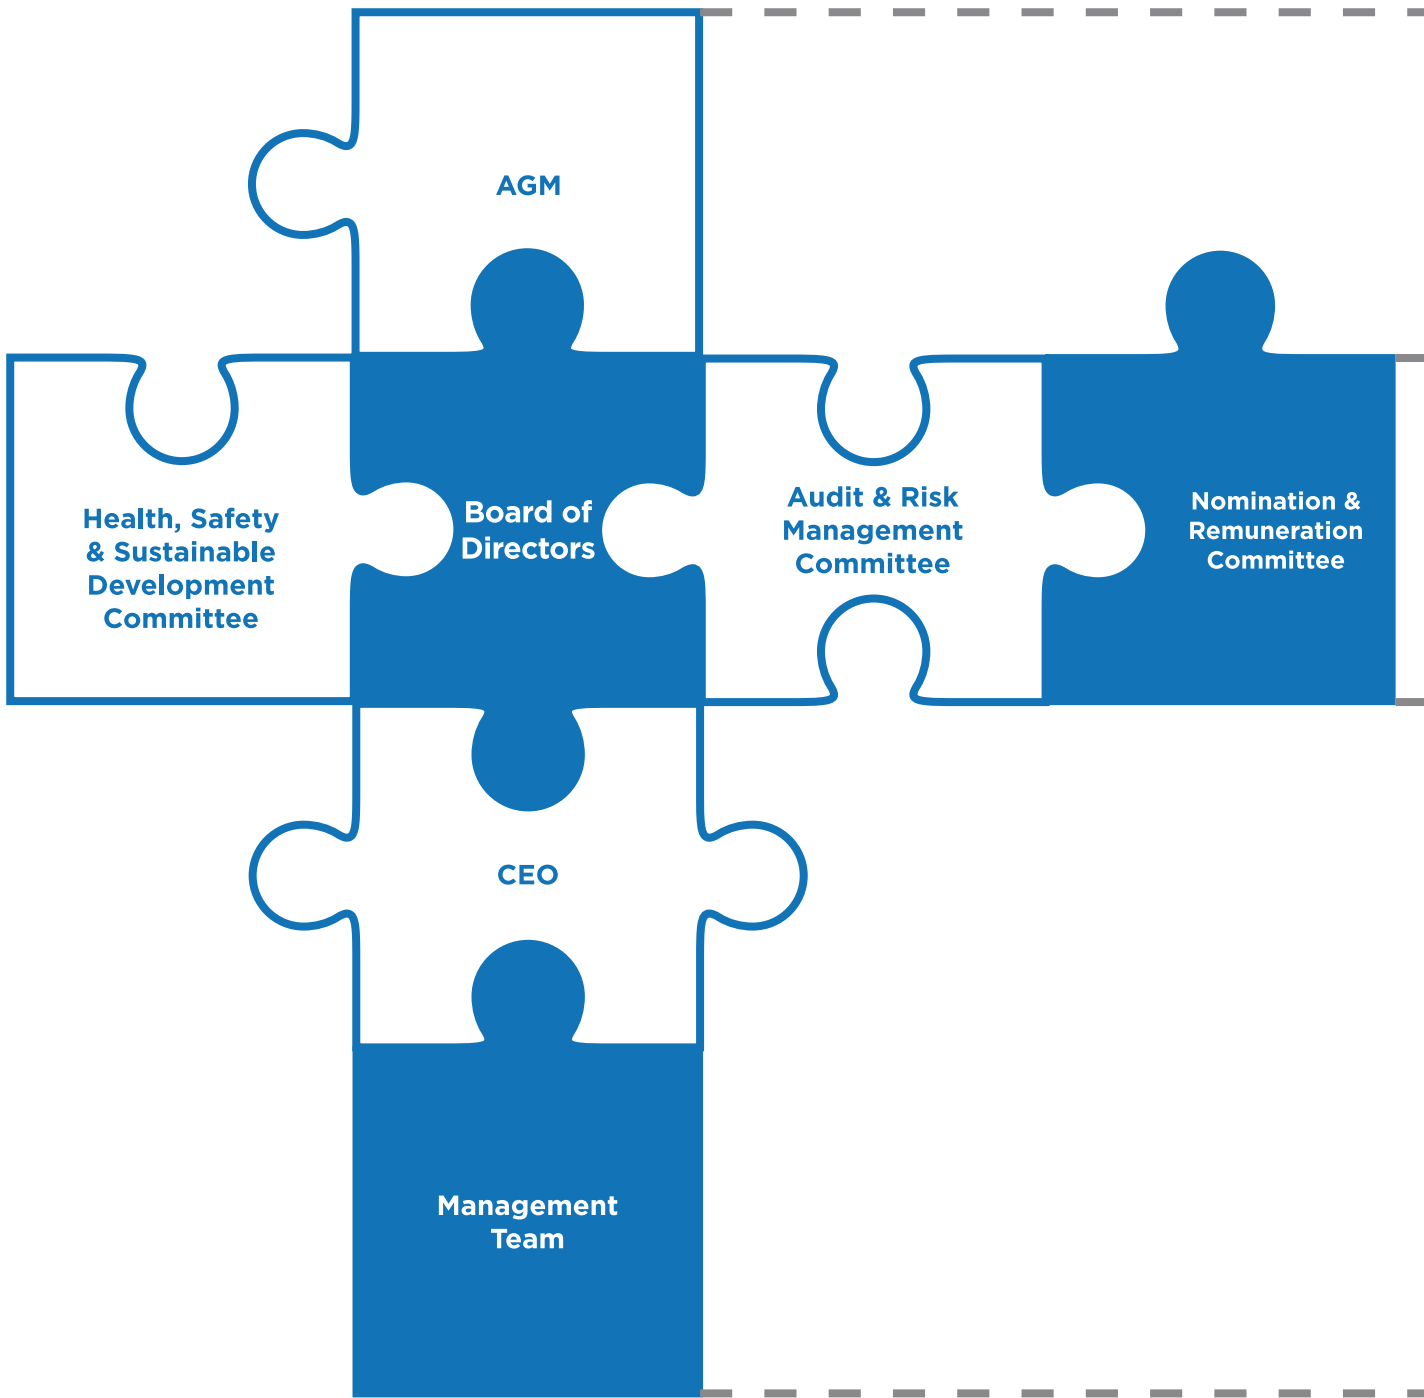 AGM
Health, Safety
& Sustainable
Development
Committee
Board of
Directors
Audit & Risk
Management
Committee
Nomination &
Remuneration
Committee
CEO
Management
Team